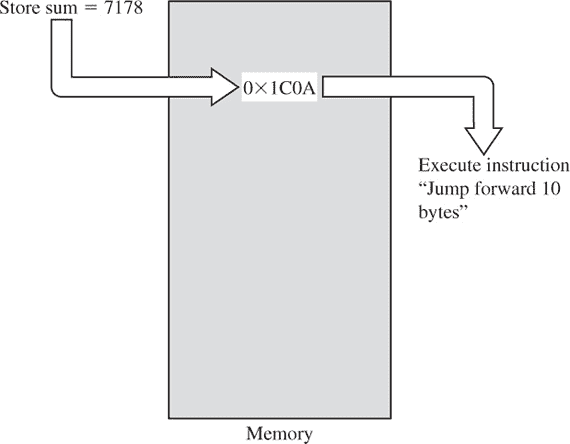 Store sum = 7178
0×1C0A
Execute instruction
“Jump forward 10
bytes”
Memory